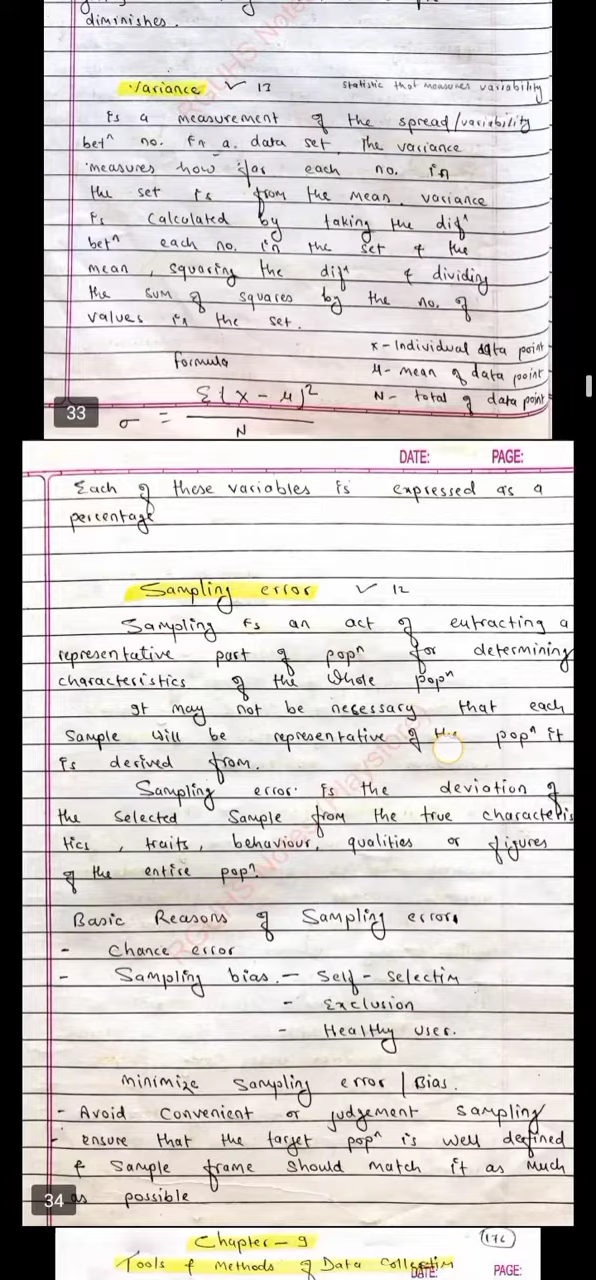 diminishes.
Variance ✓ 13 statistic that measures variability
is a measurement of the spread/variability
betⁿ no. in a data set. The variance
measures how far each no. in
the set is from the mean. variance
is calculated by taking the difⁿ
betⁿ each no. in the set & the
mean, squaring the difⁿ & dividing
the sum of squares by the no. of
values in the set.
x - Individual data point
formula
μ - mean of data point
N - total of data point
σ = Σ(x - μ)²
N
33
DATE: PAGE:
Each of these variables is expressed as a
percentage
Sampling error ✓ 12
Sampling is an act of extracting a
representative part of popⁿ for determining
characteristics of the whole popⁿ
It may not be necessary that each
sample will be representative of the popⁿ it
is derived from.
Sampling error is the deviation of
the selected sample from the true characteris
tics, traits, behaviour, qualities or figures
of the entire popⁿ.
Basic Reasons of Sampling error.
- Chance error
- Sampling bias. - Self-selectim
- Exclusion
- Healthy user.
minimize Sampling error / Bias.
- Avoid convenient or judgement sampling
- ensure that the target popⁿ is well defined
& sample frame should match it as much
as possible
34
Chapter-9 176
Tools & methods of Data Collectim
DATE: PAGE: